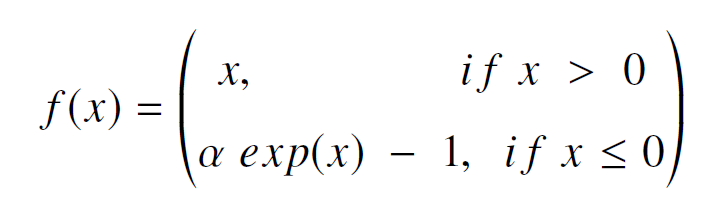 f(x) = ( x, if x > 0
α exp(x) − 1, if x ≤ 0 )